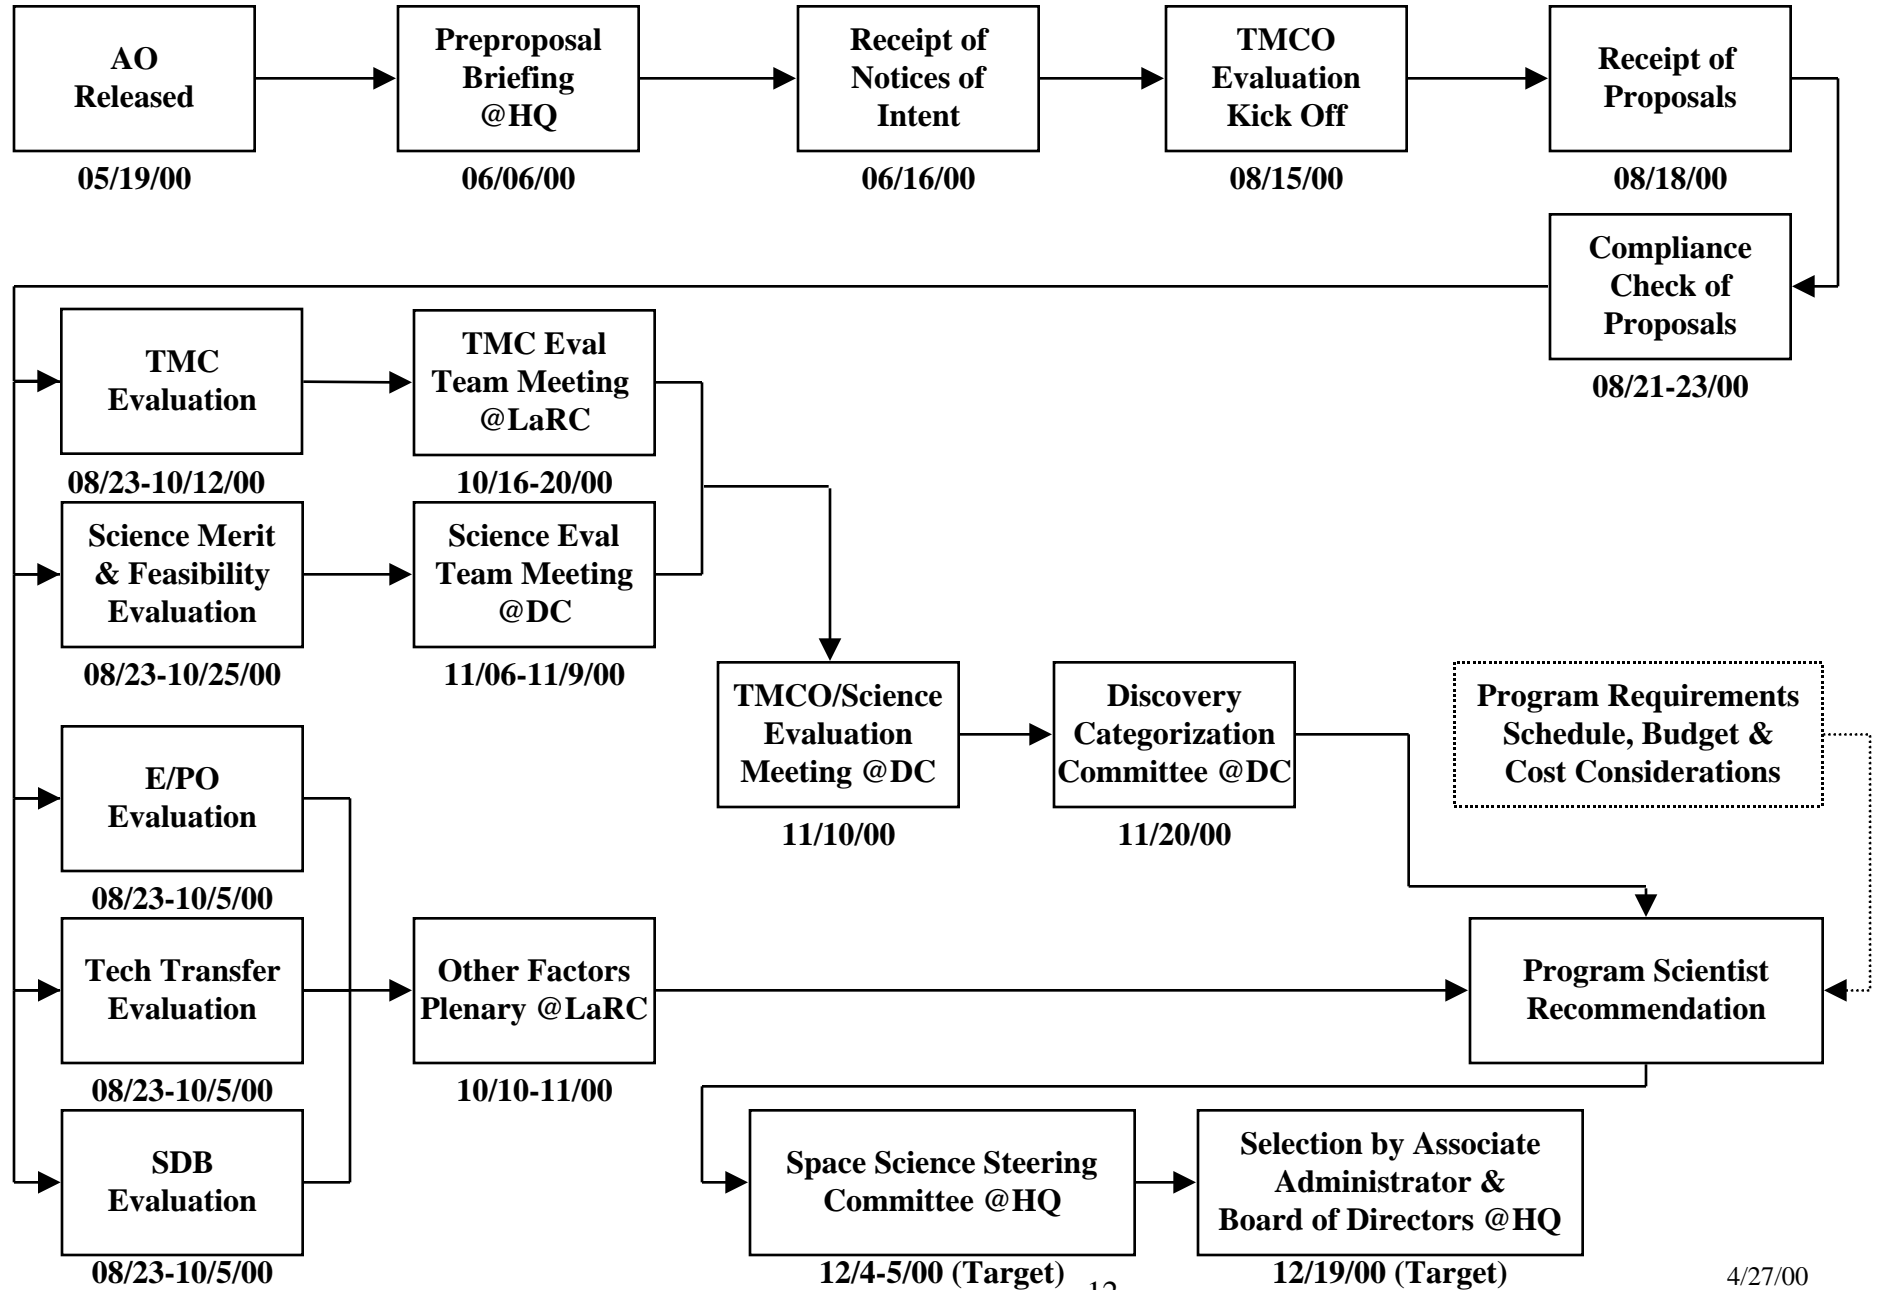 AO
Released
05/19/00
Preproposal
Briefing
@HQ
06/06/00
Receipt of
Notices of
Intent
06/16/00
TMCO
Evaluation
Kick Off
08/15/00
Receipt of
Proposals
08/18/00
Compliance
Check of
Proposals
08/21-23/00
TMC
Evaluation
08/23-10/12/00
TMC Eval
Team Meeting
@LaRC
10/16-20/00
Science Merit
& Feasibility
Evaluation
08/23-10/25/00
Science Eval
Team Meeting
@DC
11/06-11/9/00
TMCO/Science
Evaluation
Meeting @DC
11/10/00
Discovery
Categorization
Committee @DC
11/20/00
Program Requirements
Schedule, Budget &
Cost Considerations
E/PO
Evaluation
08/23-10/5/00
Tech Transfer
Evaluation
08/23-10/5/00
Other Factors
Plenary @LaRC
10/10-11/00
Program Scientist
Recommendation
SDB
Evaluation
08/23-10/5/00
Space Science Steering
Committee @HQ
12/4-5/00 (Target)
Selection by Associate
Administrator &
Board of Directors @HQ
12/19/00 (Target)
4/27/00